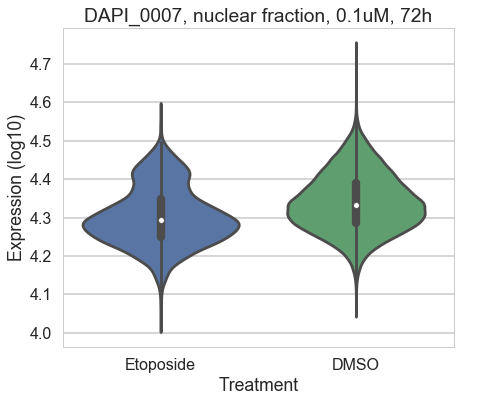 DAPI_0007, nuclear fraction, 0.1uM, 72h
Expression (log10)
4.7
4.6
4.5
4.4
4.3
4.2
4.1
4.0
Etoposide DMSO
Treatment